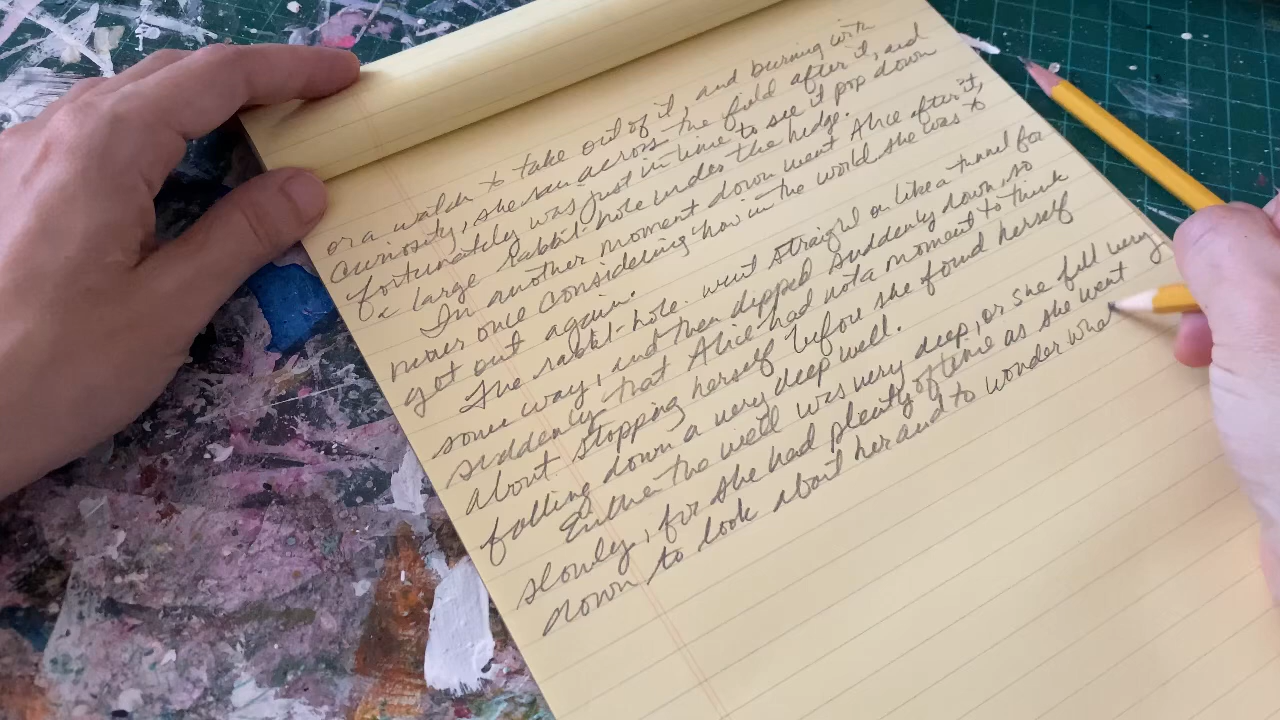 or a watch to take out of it, and burning with
curiosity, she ran across the field after it, and
fortunately was just in time to see it pop down
a large rabbit-hole under the hedge.
In another moment down went Alice after it,
never once considering how in the world she was to
get out again.
The rabbit-hole went straight on like a tunnel for
some way, and then dipped suddenly down, so
suddenly that Alice had not a moment to think
about stopping herself before she found herself
falling down a very deep well.
Either the well was very deep, or she fell very
slowly, for she had plenty of time as she went
down to look about her and to wonder wha